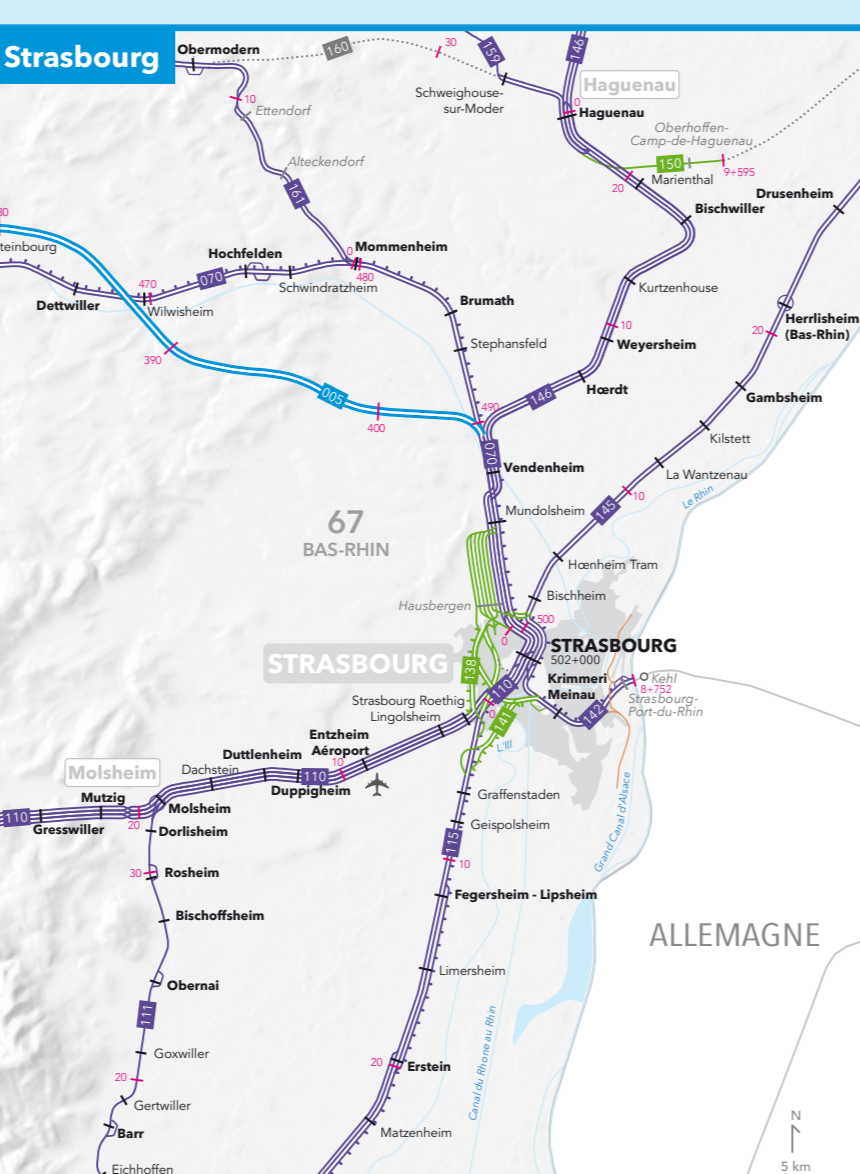 Strasbourg
Obermodern
160
30
159
146
Schweighouse-
sur-Moder
Haguenau
0
Haguenau
10
Ettendorf
Oberhoffen-
Camp-de-Haguenau
150
9+595
Alteckendorf
161
20
Marienthal
Drusenheim
Bischwiller
80
teinbourg
Hochfelden
0
Mommenheim
480
070
Schwindratzheim
470
Dettwiller
Wilwisheim
Kurtzenhouse
Brumath
10
Herrlisheim
(Bas-Rhin)
20
Stephansfeld
Weyersheim
390
Hœrdt
Gambsheim
005
400
490
146
Kilstett
070
Vendenheim
La Wantzenau
10
Le Rhin
145
67
BAS-RHIN
Mundolsheim
Hœnheim Tram
Bischheim
Hausbergen
500
0
STRASBOURG
502+000
STRASBOURG
138
Krimmeri
Meinau
Kehl
8+752
Strasbourg-
Port-du-Rhin
110
142
Strasbourg Roethig
Lingolsheim
0
141
L'Ill
Entzheim
Aéroport
10
Duttlenheim
Dachstein
110
Duppigheim
Molsheim
Mutzig
Molsheim
110
Gresswiller
20
Dorlisheim
Graffenstaden
Geispolsheim
115
10
Grand Canal d'Alsace
30
Rosheim
Fegersheim - Lipsheim
Bischoffsheim
ALLEMAGNE
Limersheim
Obernai
111
Canal du Rhone au Rhin
Goxwiller
20
Erstein
20
Gertwiller
Barr
Matzenheim
Eichhoffen
N
5 km